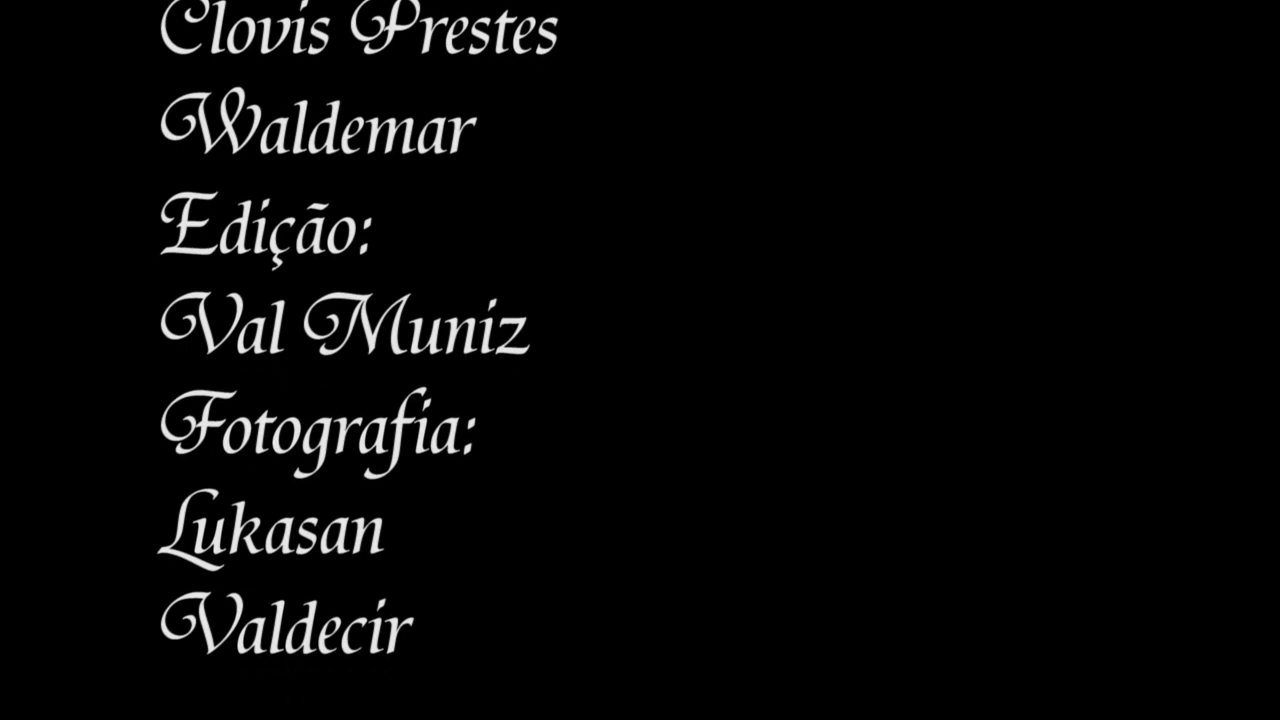 Clovis Prestes
Waldemar
Edição:
Val Muniz
Fotografia:
Lukasan
Valdecir